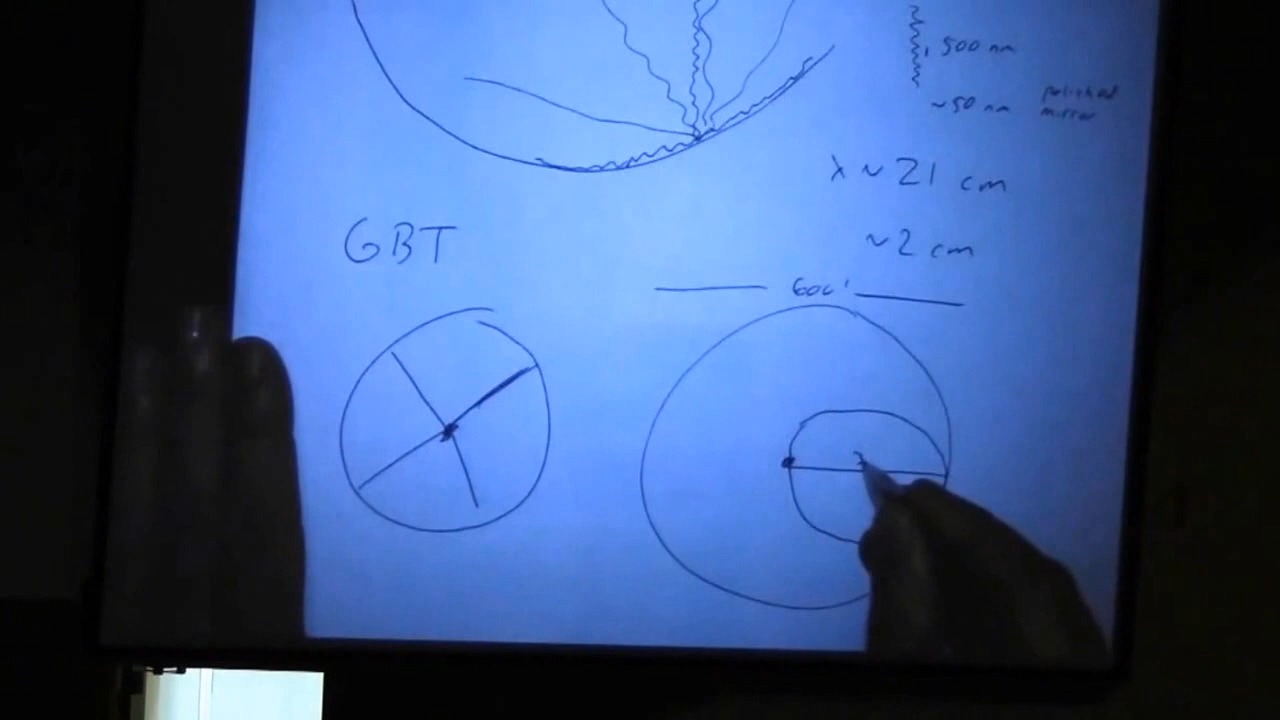 500 nm
~50 nm polished mirror
λ ~ 21 cm
~2 cm
GBT
600'